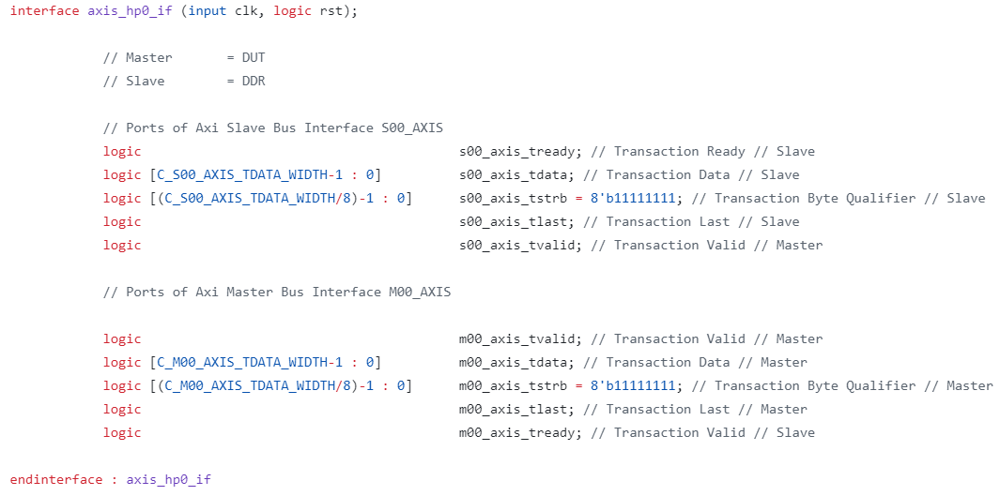 interface axis_hp0_if (input clk, logic rst);
// Master = DUT
// Slave = DDR
// Ports of Axi Slave Bus Interface S00_AXIS
logic s00_axis_tready; // Transaction Ready // Slave
logic [C_S00_AXIS_TDATA_WIDTH-1 : 0] s00_axis_tdata; // Transaction Data // Slave
logic [(C_S00_AXIS_TDATA_WIDTH/8)-1 : 0] s00_axis_tstrb = 8'b11111111; // Transaction Byte Qualifier // Slave
logic s00_axis_tlast; // Transaction Last // Slave
logic s00_axis_tvalid; // Transaction Valid // Master
// Ports of Axi Master Bus Interface M00_AXIS
logic m00_axis_tvalid; // Transaction Valid // Master
logic [C_M00_AXIS_TDATA_WIDTH-1 : 0] m00_axis_tdata; // Transaction Data // Master
logic [(C_M00_AXIS_TDATA_WIDTH/8)-1 : 0] m00_axis_tstrb = 8'b11111111; // Transaction Byte Qualifier // Master
logic m00_axis_tlast; // Transaction Last // Master
logic m00_axis_tready; // Transaction Valid // Slave
endinterface : axis_hp0_if